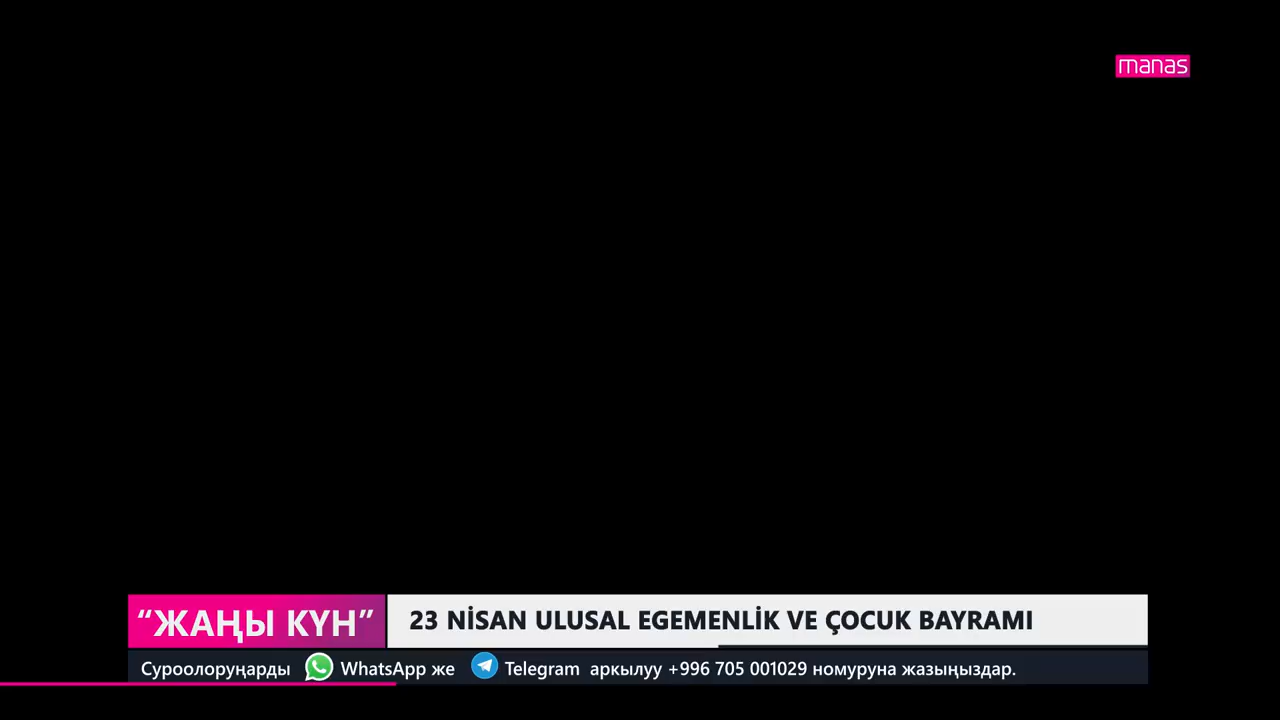 manas
“ЖАҢЫ КҮН”
23 NİSAN ULUSAL EGEMENLİK VE ÇOCUK BAYRAMI
Суроолоруңарды WhatsApp же Telegram аркылуу +996 705 001029 номуруна жазыңыздар.